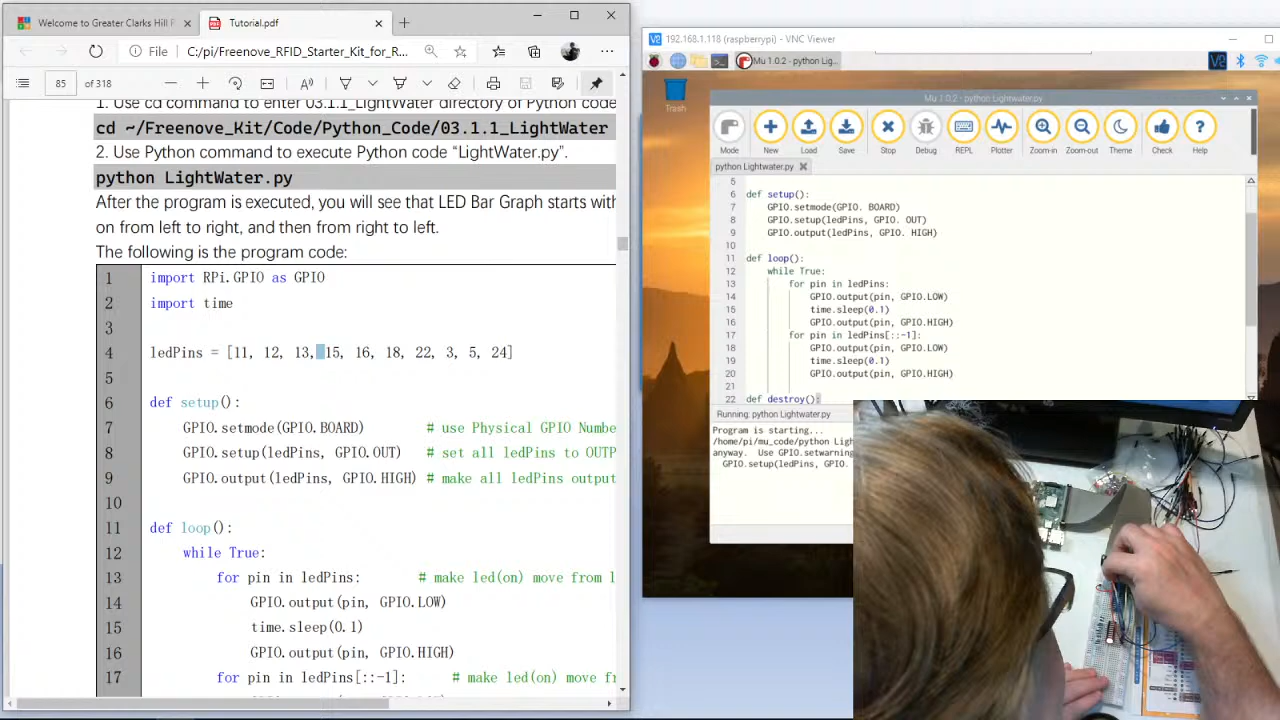 Welcome to Greater Clarks Hill F
Tutorial.pdf
File
C:/pi/Freenove_RFID_Starter_Kit_for_R...
85 of 318
1. Use cd command to enter 03.1.1_LightWater directory of Python code
cd ~/Freenove_Kit/Code/Python_Code/03.1.1_LightWater
2. Use Python command to execute Python code “LightWater.py”.
python LightWater.py
After the program is executed, you will see that LED Bar Graph starts with
on from left to right, and then from right to left.
The following is the program code:
1 import RPi.GPIO as GPIO
2 import time
3
4 ledPins = [11, 12, 13, 15, 16, 18, 22, 3, 5, 24]
5
6 def setup():
7 GPIO.setmode(GPIO.BOARD) # use Physical GPIO Numbe
8 GPIO.setup(ledPins, GPIO.OUT) # set all ledPins to OUTP
9 GPIO.output(ledPins, GPIO.HIGH) # make all ledPins output
10
11 def loop():
12 while True:
13 for pin in ledPins: # make led(on) move from l
14 GPIO.output(pin, GPIO.LOW)
15 time.sleep(0.1)
16 GPIO.output(pin, GPIO.HIGH)
17 for pin in ledPins[::-1]: # make led(on) move fro
192.168.1.118 (raspberrypi) - VNC Viewer
Mu 1.0.2 - python Lig...
Trash
Mu 1.0.2 - python Lightwater.py
Mode New Load Save Stop Debug REPL Plotter Zoom-in Zoom-out Theme Check Help
python Lightwater.py
5
6 def setup():
7 GPIO.setmode(GPIO. BOARD)
8 GPIO.setup(ledPins, GPIO. OUT)
9 GPIO.output(ledPins, GPIO. HIGH)
10
11 def loop():
12 while True:
13 for pin in ledPins:
14 GPIO.output(pin, GPIO.LOW)
15 time.sleep(0.1)
16 GPIO.output(pin, GPIO.HIGH)
17 for pin in ledPins[::-1]:
18 GPIO.output(pin, GPIO.LOW)
19 time.sleep(0.1)
20 GPIO.output(pin, GPIO.HIGH)
21
22 def destroy():
Running: python Lightwater.py
Program is starting...
/home/pi/mu_code/python Ligh
anyway. Use GPIO.setwarning
GPIO.setup(ledPins, GPIO.